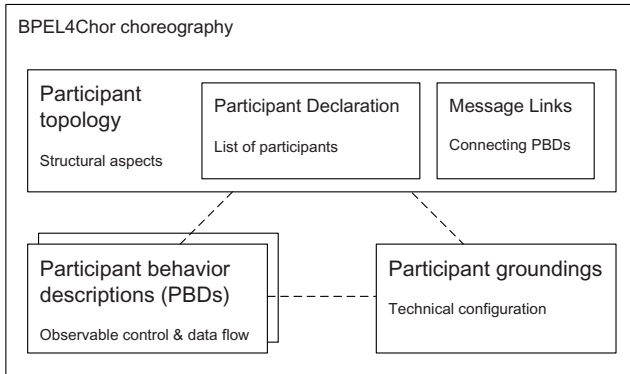 BPEL4Chor choreography
Participant
topology
Structural aspects
Participant Declaration
List of participants
Message Links
Connecting PBDs
Participant behavior
descriptions (PBDs)
Observable control & data flow
Participant groundings
Technical configuration